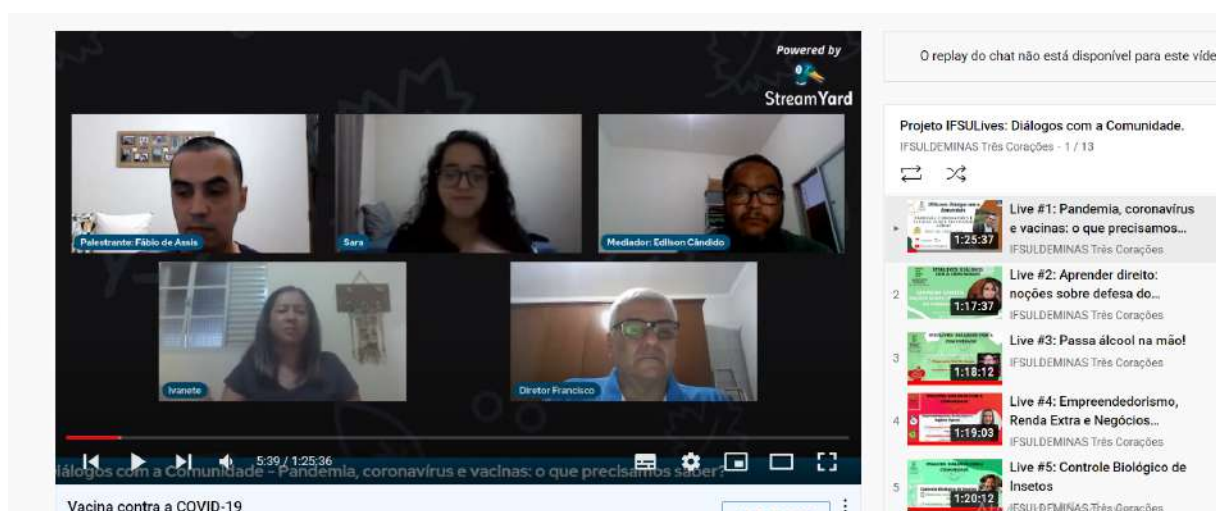 Powered by
StreamYard
Palestrante: Fábio de Assis
Sara
Mediador: Edilson Cândido
Ivanete
Diretor Francisco
5:39 / 1:25:36
iálogos com a Comunidade - Pandemia, coronavírus e vacinas: o que precisamos saber?
Vacina contra a COVID-19
O replay do chat não está disponível para este víde
Projeto IFSULives: Diálogos com a Comunidade.
IFSULDEMINAS Três Corações - 1 / 13
Live #1: Pandemia, coronavírus
e vacinas: o que precisamos...
1:25:37
IFSULDEMINAS Três Corações
2
Live #2: Aprender direito:
noções sobre defesa do...
1:17:37
IFSULDEMINAS Três Corações
3
Live #3: Passa álcool na mão!
1:18:12
IFSULDEMINAS Três Corações
4
Live #4: Empreendedorismo,
Renda Extra e Negócios...
1:19:03
IFSULDEMINAS Três Corações
5
Live #5: Controle Biológico de
Insetos
1:20:12
IFSULDEMINAS Três Corações